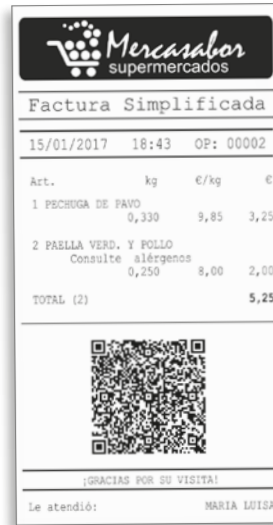 Mercasabor
supermercados
Factura Simplificada
15/01/2017 18:43 OP: 00002
Art. kg €/kg €
1 PECHUGA DE PAVO
0,330 9,85 3,25
2 PAELLA VERD. Y POLLO
Consulte alérgenos
0,250 8,00 2,00
TOTAL (2) 5,25
¡GRACIAS POR SU VISITA!
Le atendió: MARIA LUISA